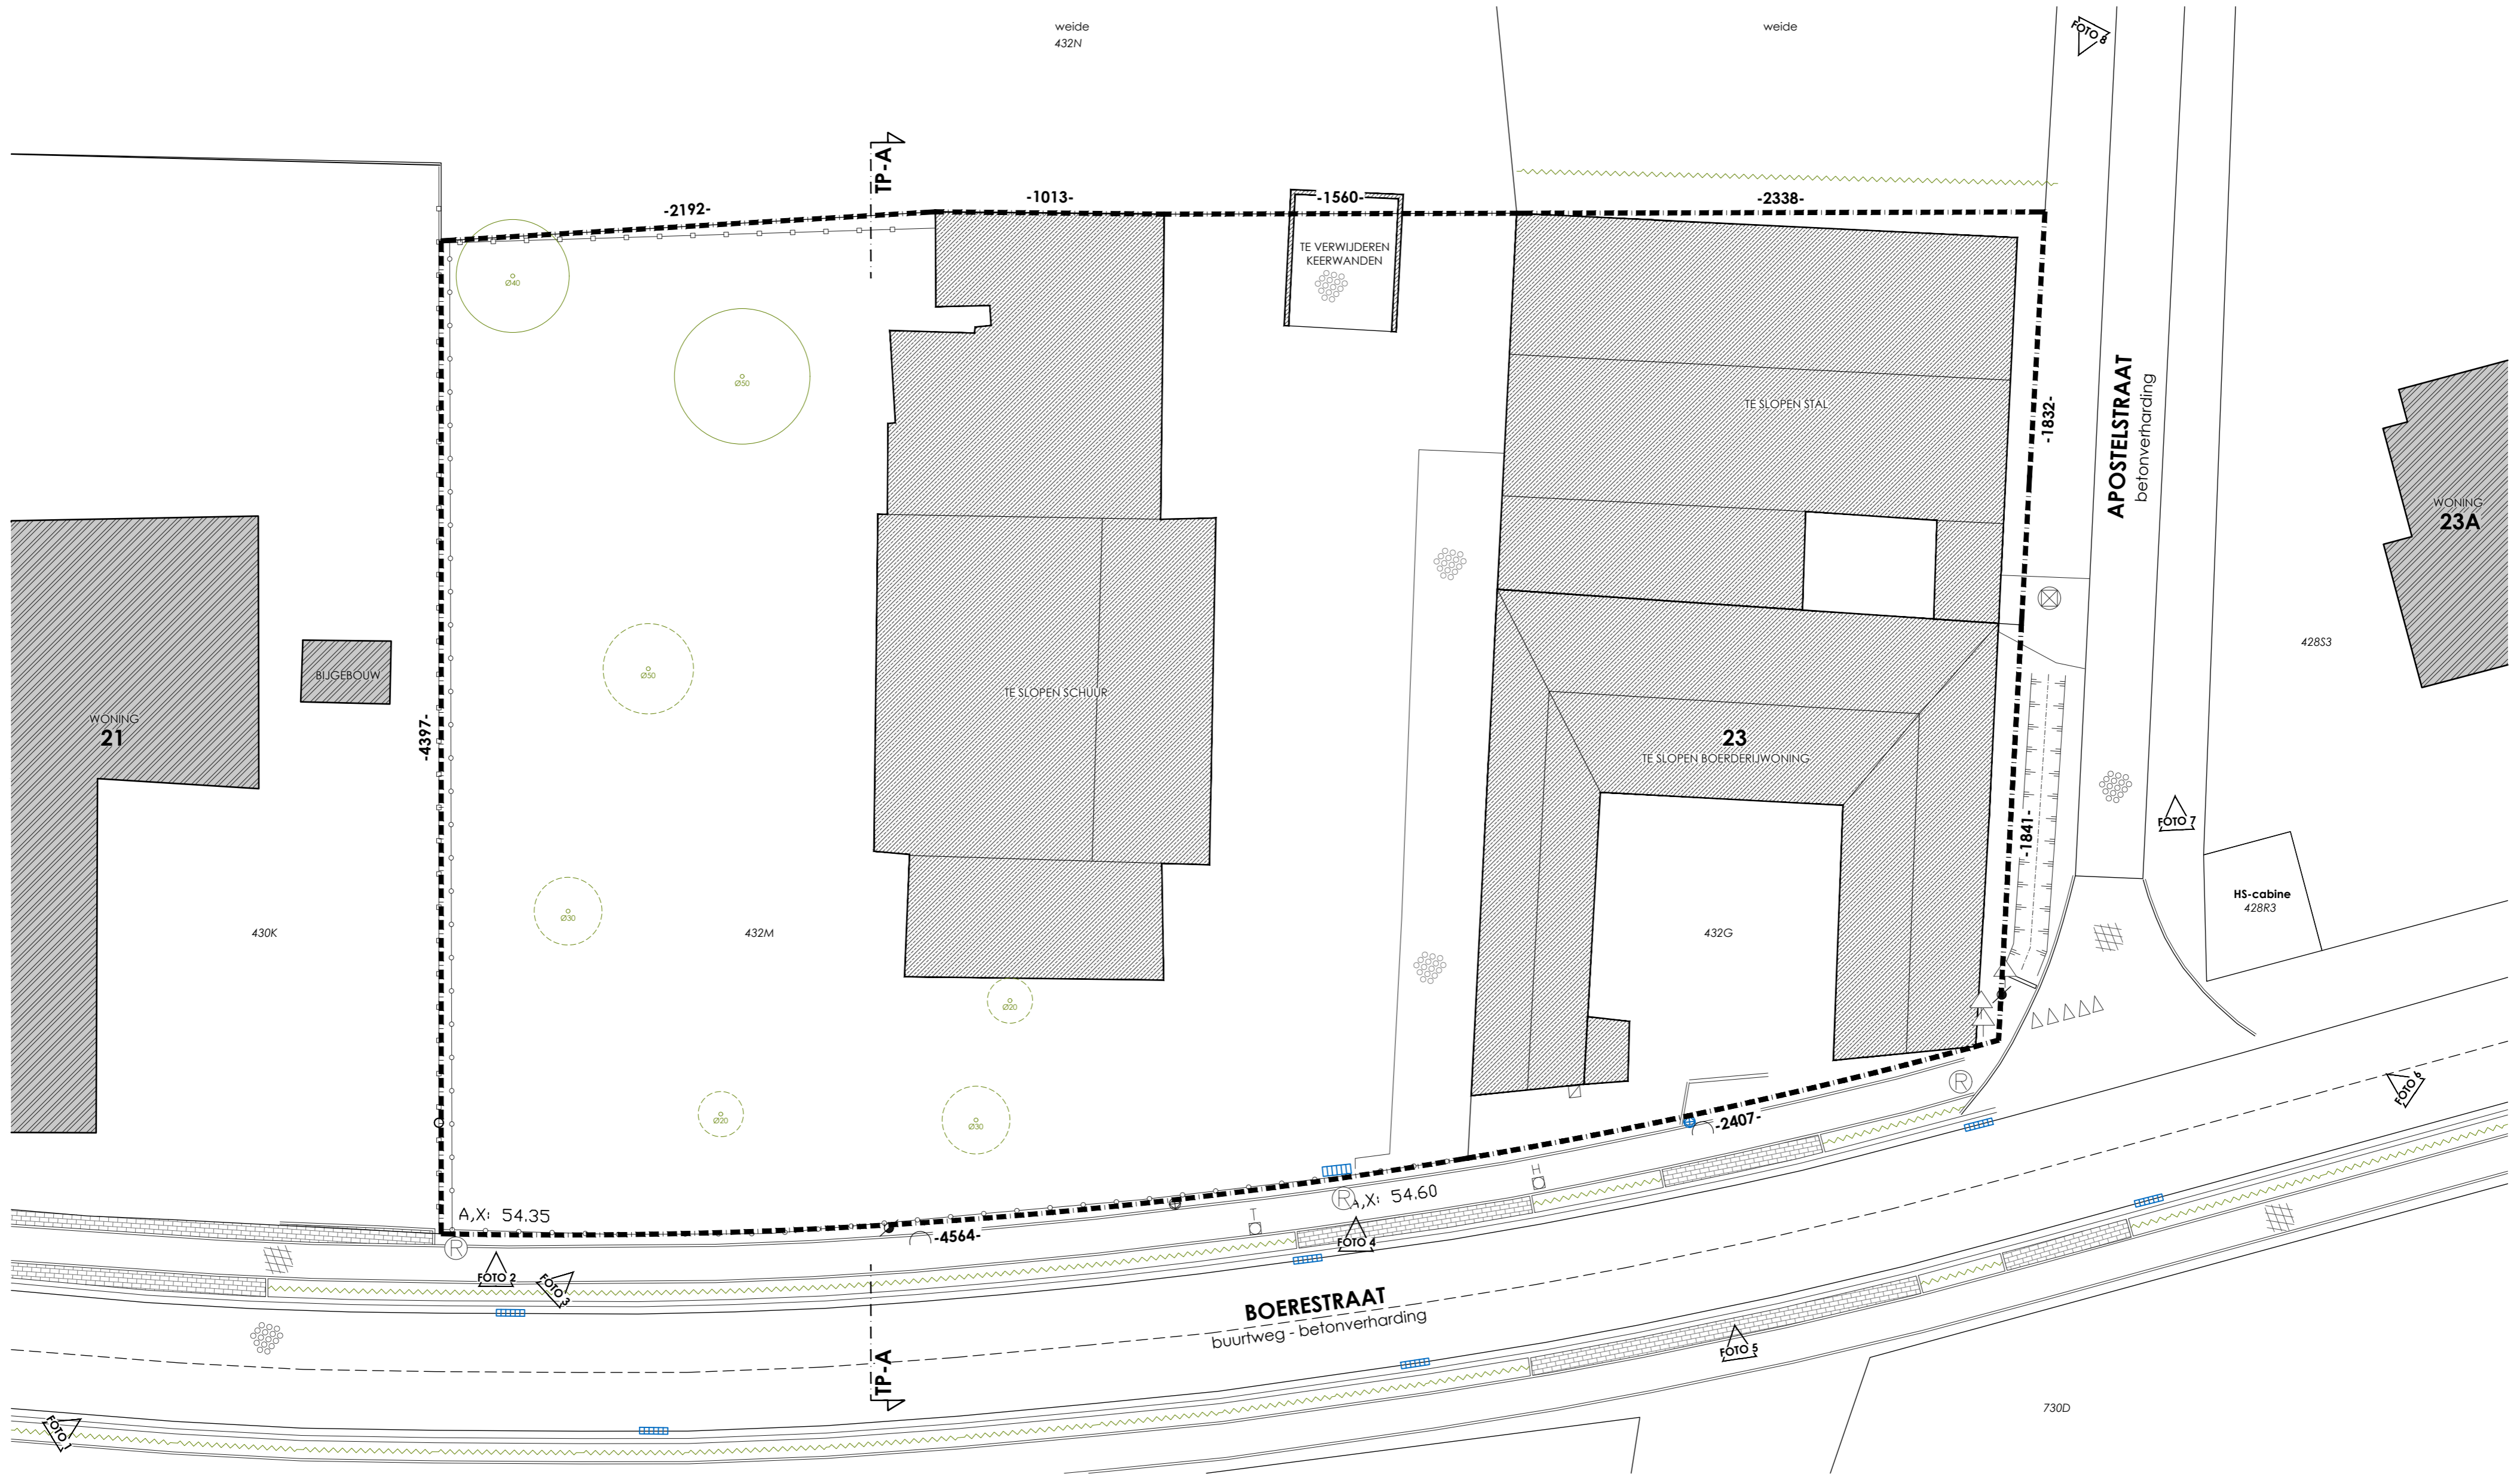 weide
432N
weide
FOTO 8
TP-A
-2192-
-1013-
-1560-
-2338-
TE VERWIJDEREN
KEERWANDEN
Ø40
Ø50
TE SLOPEN STAL
-1832-
APOSTELSTRAAT
betonverharding
WONING
23A
428S3
BIJGEBOUW
WONING
21
-4397-
Ø50
TE SLOPEN SCHUUR
23
TE SLOPEN BOERDERIJWONING
-1841-
FOTO 7
HS-cabine
428R3
430K
Ø30
432M
432G
Ø20
Ø20
Ø30
R
-2407-
FOTO 6
H
A,X: 54.35
R
A,X: 54.60
T
R
-4564-
FOTO 2
FOTO 3
FOTO 4
BOERESTRAAT
buurtweg - betonverharding
FOTO 5
TP-A
FOTO 1
730D